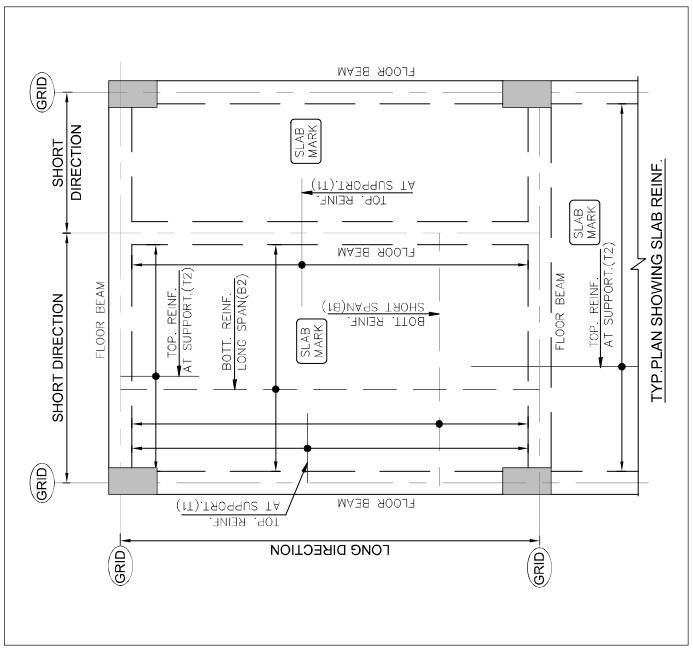 GRID
SHORT
DIRECTION
SHORT DIRECTION
GRID
FLOOR BEAM
SLAB
MARK
TOP. REINF.
AT SUPPORT.(T1)
FLOOR BEAM
FLOOR BEAM
TOP. REINF.
AT SUPPORT.(T2)
BOTT. REINF.
LONG SPAN(B2)
BOTT. REINF.
SHORT SPAN(B1)
SLAB
MARK
SLAB
MARK
FLOOR BEAM
TOP. REINF.
AT SUPPORT.(T2)
TOP. REINF.
AT SUPPORT.(T1)
FLOOR BEAM
LONG DIRECTION
GRID
GRID
TYP.PLAN SHOWING SLAB REINF.